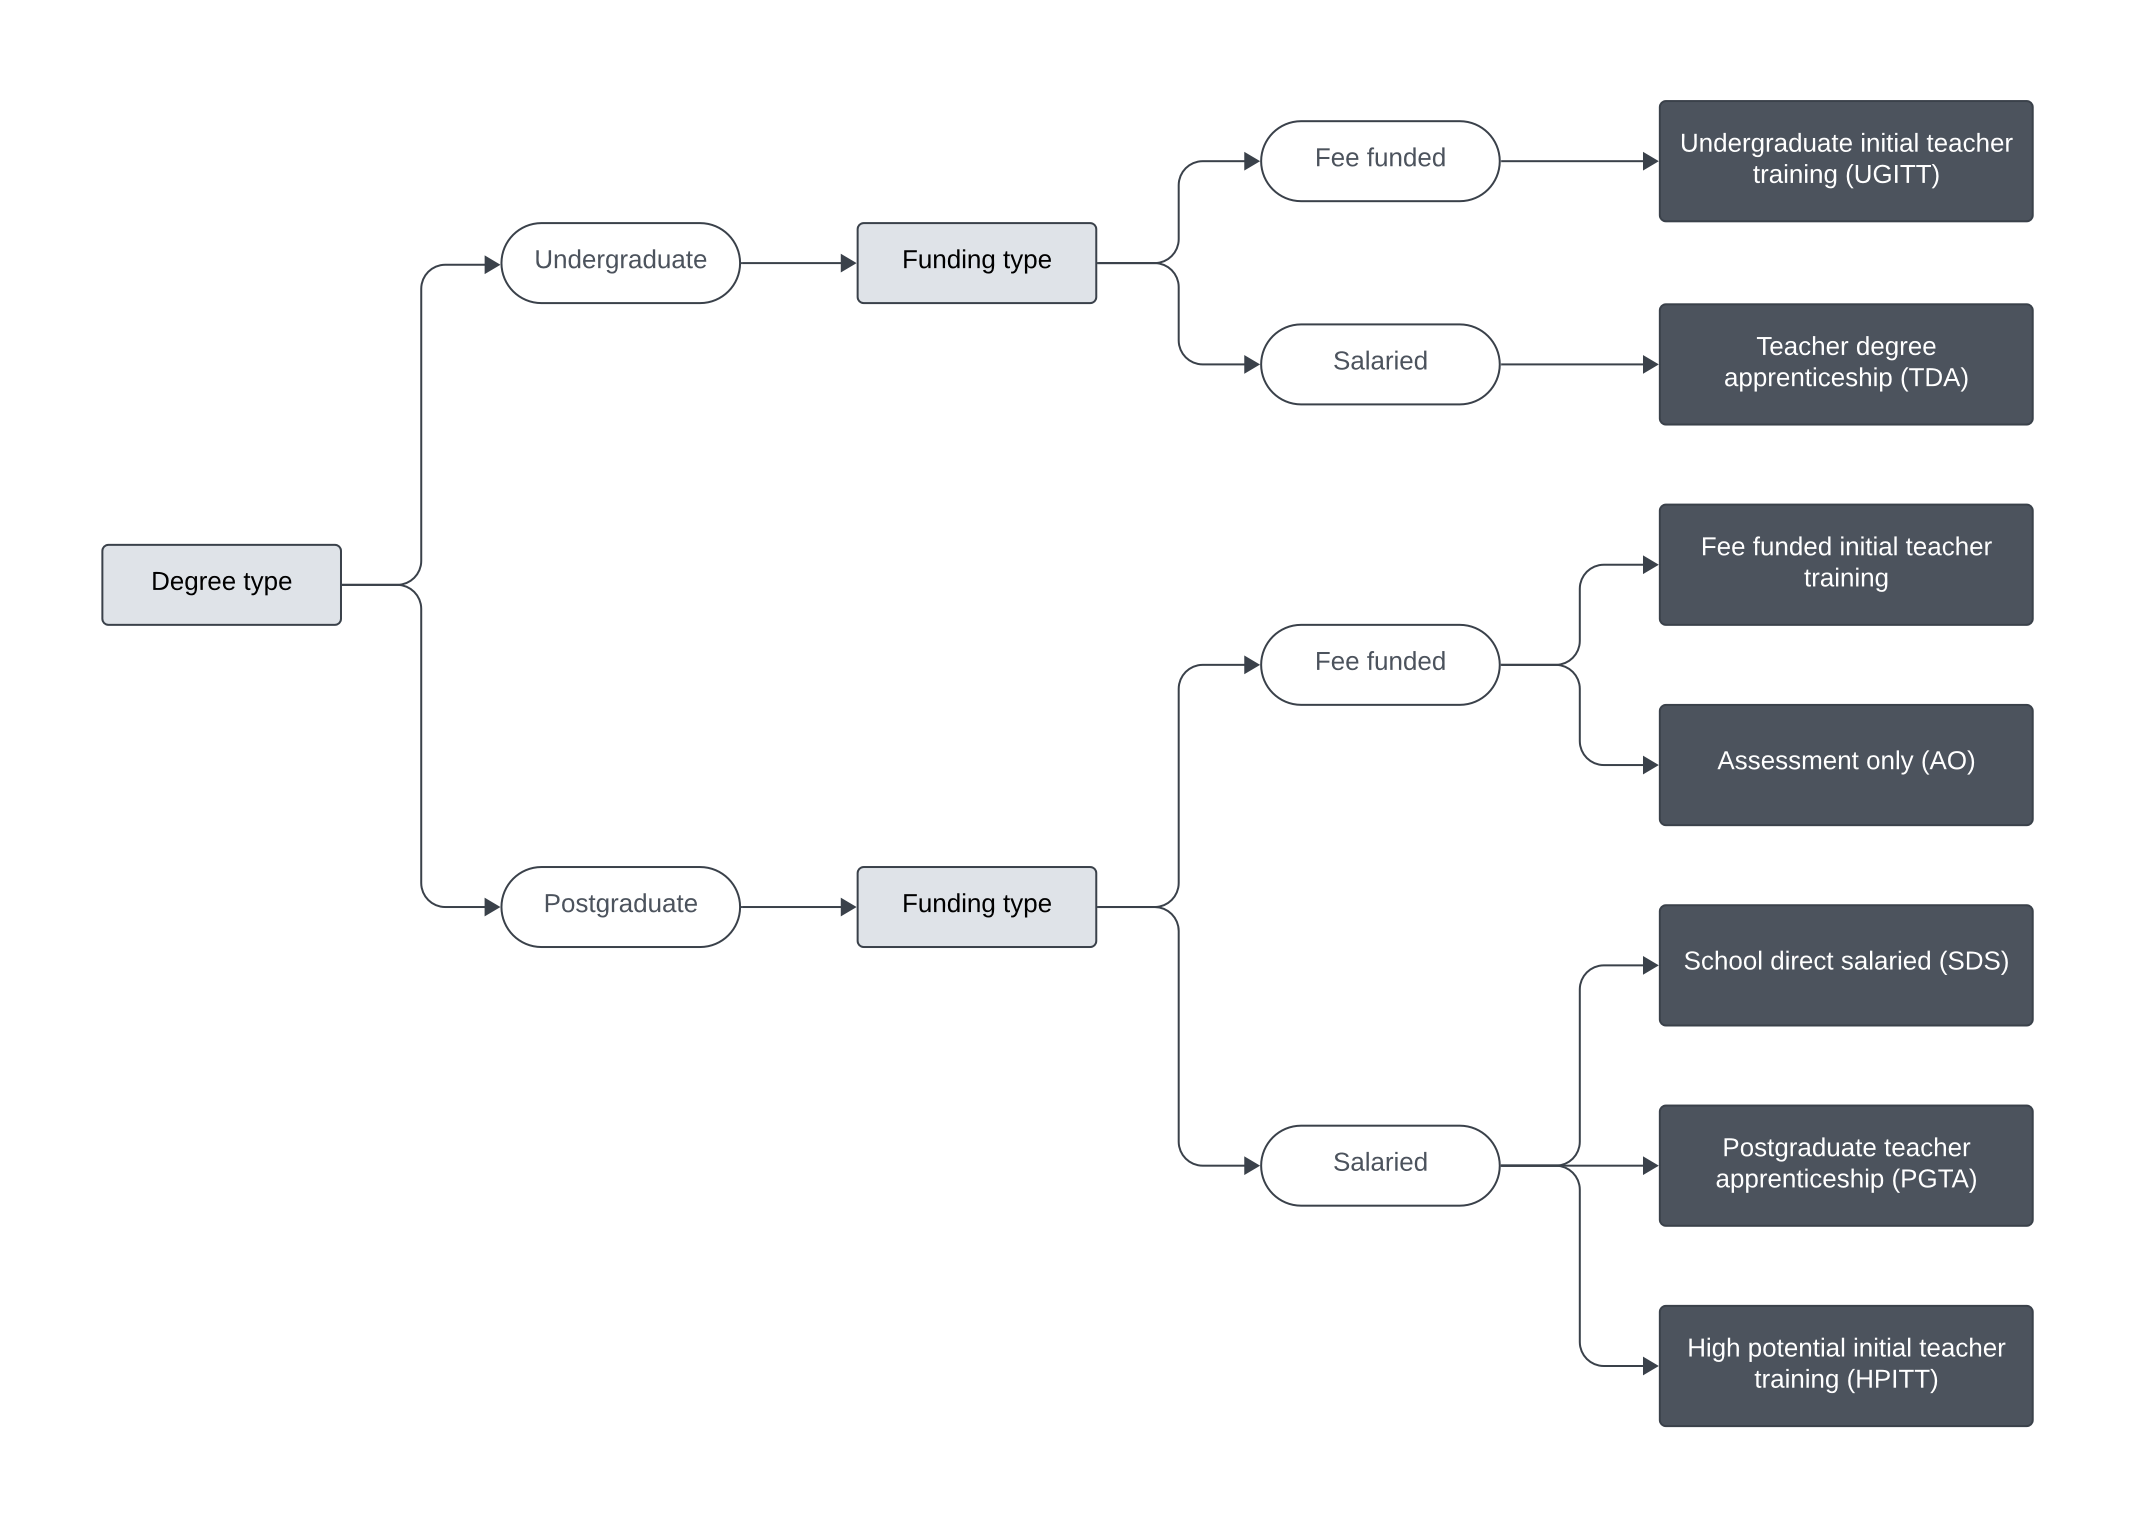 Degree type
Undergraduate
Funding type
Fee funded
Undergraduate initial teacher
training (UGITT)
Salaried
Teacher degree
apprenticeship (TDA)
Postgraduate
Funding type
Fee funded
Fee funded initial teacher
training
Assessment only (AO)
Salaried
School direct salaried (SDS)
Postgraduate teacher
apprenticeship (PGTA)
High potential initial teacher
training (HPITT)